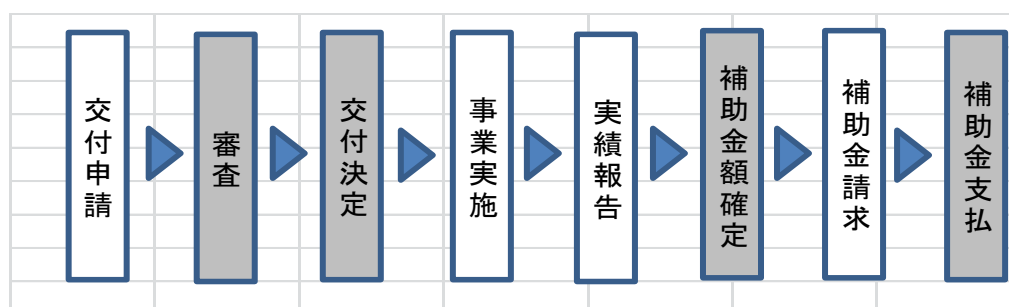 交付申請
審査
交付決定
事業実施
実績報告
補助金額確定
補助金請求
補助金支払